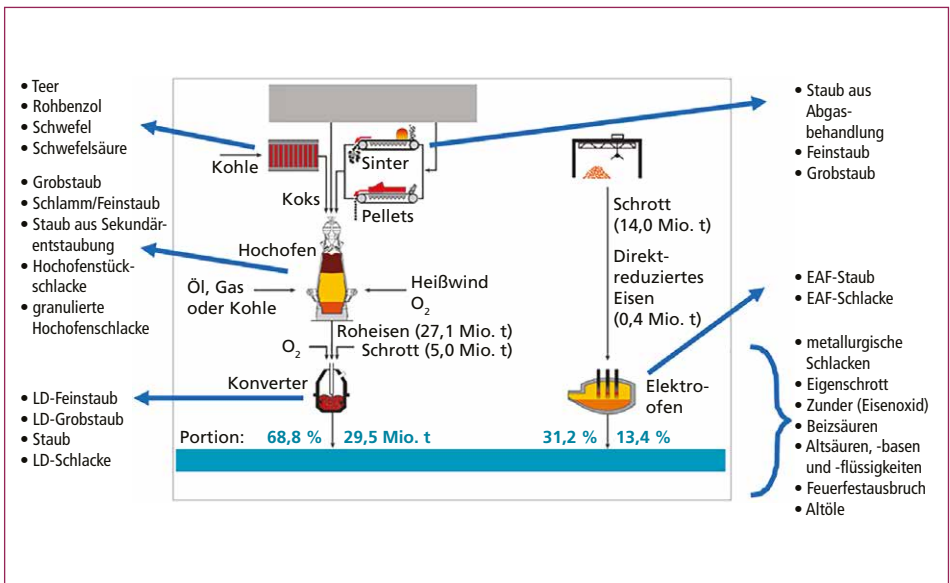 • Teer
• Rohbenzol
• Schwefel
• Schwefelsäure
• Grobstaub
• Schlamm/Feinstaub
• Staub aus Sekundär-
entstaubung
• Hochofenstück-
schlacke
• granulierte
Hochofenschlacke
• LD-Feinstaub
• LD-Grobstaub
• Staub
• LD-Schlacke
Kohle
Koks
Sinter
Pellets
Hochofen
Öl, Gas
oder Kohle
Heißwind
O₂
Roheisen (27,1 Mio. t)
O₂
Schrott (5,0 Mio. t)
Konverter
Portion: 68,8 % 29,5 Mio. t
Schrott
(14,0 Mio. t)
Direkt-
reduziertes
Eisen
(0,4 Mio. t)
Elektro-
ofen
31,2 % 13,4 %
• Staub aus
Abgas-
behandlung
• Feinstaub
• Grobstaub
• EAF-Staub
• EAF-Schlacke
• metallurgische
Schlacken
• Eigenschrott
• Zunder (Eisenoxid)
• Beizsäuren
• Altsäuren, -basen
und -flüssigkeiten
• Feuerfestausbruch
• Altöle